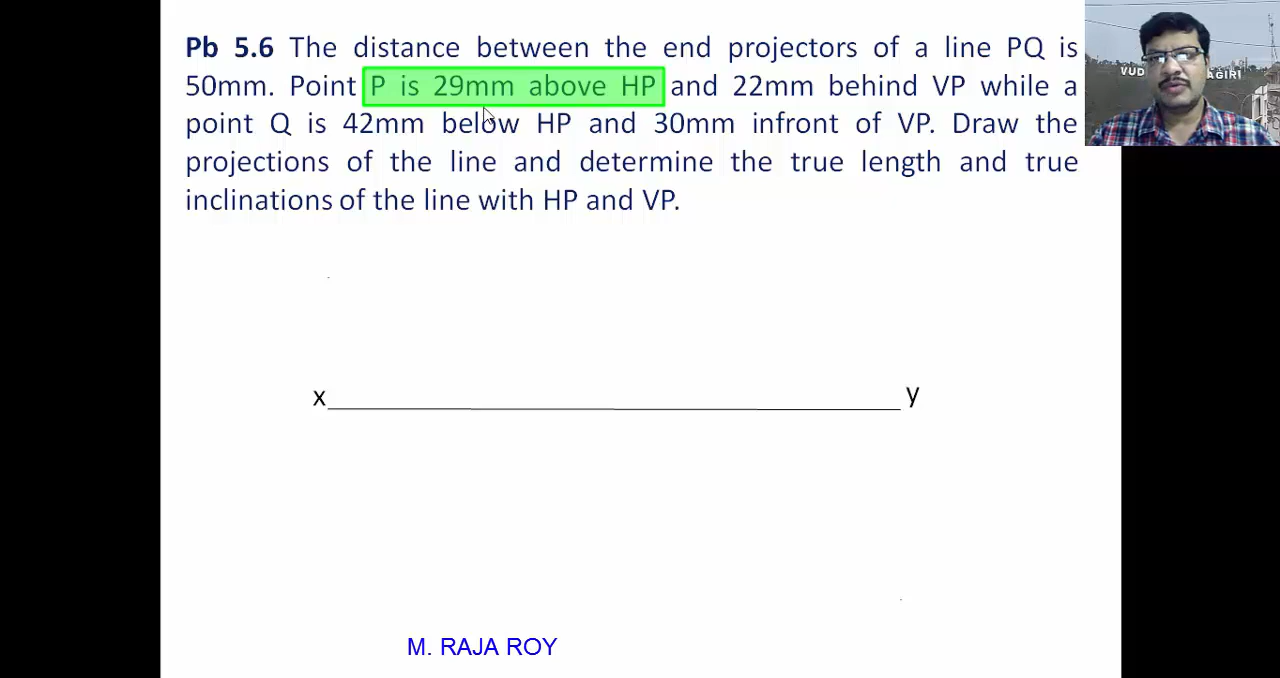 Pb 5.6 The distance between the end projectors of a line PQ is
50mm. Point P is 29mm above HP and 22mm behind VP while a
point Q is 42mm below HP and 30mm infront of VP. Draw the
projections of the line and determine the true length and true
inclinations of the line with HP and VP.
x y
M. RAJA ROY